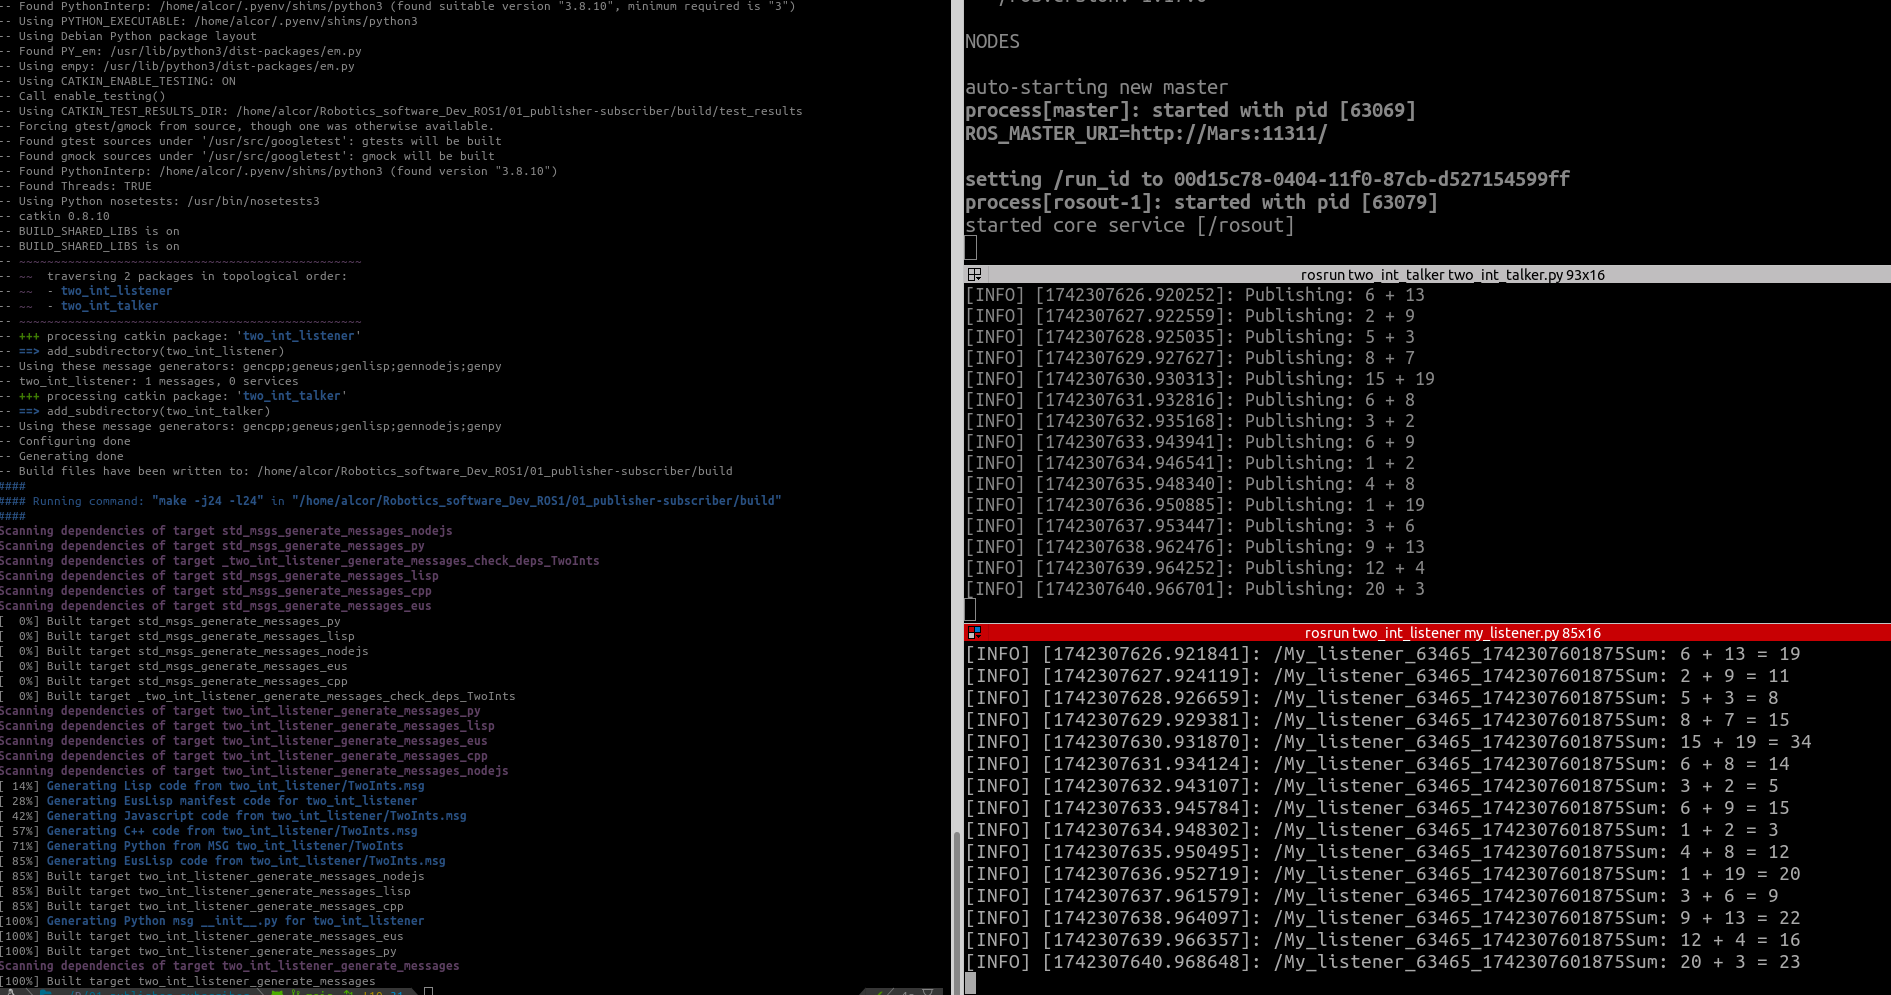 -- Found PythonInterp: /home/alcor/.pyenv/shims/python3 (found suitable version "3.8.10", minimum required is "3")
-- Using PYTHON_EXECUTABLE: /home/alcor/.pyenv/shims/python3
-- Using Debian Python package layout
-- Found PY_em: /usr/lib/python3/dist-packages/em.py
-- Using empy: /usr/lib/python3/dist-packages/em.py
-- Using CATKIN_ENABLE_TESTING: ON
-- Call enable_testing()
-- Using CATKIN_TEST_RESULTS_DIR: /home/alcor/Robotics_software_Dev_ROS1/01_publisher-subscriber/build/test_results
-- Forcing gtest/gmock from source, though one was otherwise available.
-- Found gtest sources under '/usr/src/googletest': gtests will be built
-- Found gmock sources under '/usr/src/googletest': gmock will be built
-- Found PythonInterp: /home/alcor/.pyenv/shims/python3 (found version "3.8.10")
-- Found Threads: TRUE
-- Using Python nosetests: /usr/bin/nosetests3
-- catkin 0.8.10
-- BUILD_SHARED_LIBS is on
-- BUILD_SHARED_LIBS is on
-- ~~~~~~~~~~~~~~~~~~~~~~~~~~~~~~~~~~~~~~~~~~~~~~~~~
-- ~~  traversing 2 packages in topological order:
-- ~~  - two_int_listener
-- ~~  - two_int_talker
-- ~~~~~~~~~~~~~~~~~~~~~~~~~~~~~~~~~~~~~~~~~~~~~~~~~
-- +++ processing catkin package: 'two_int_listener'
-- ==> add_subdirectory(two_int_listener)
-- Using these message generators: gencpp;geneus;genlisp;gennodejs;genpy
-- two_int_listener: 1 messages, 0 services
-- +++ processing catkin package: 'two_int_talker'
-- ==> add_subdirectory(two_int_talker)
-- Using these message generators: gencpp;geneus;genlisp;gennodejs;genpy
-- Configuring done
-- Generating done
-- Build files have been written to: /home/alcor/Robotics_software_Dev_ROS1/01_publisher-subscriber/build
####
#### Running command: "make -j24 -l24" in "/home/alcor/Robotics_software_Dev_ROS1/01_publisher-subscriber/build"
####
Scanning dependencies of target std_msgs_generate_messages_nodejs
Scanning dependencies of target std_msgs_generate_messages_py
Scanning dependencies of target _two_int_listener_generate_messages_check_deps_TwoInts
Scanning dependencies of target std_msgs_generate_messages_lisp
Scanning dependencies of target std_msgs_generate_messages_cpp
Scanning dependencies of target std_msgs_generate_messages_eus
[  0%] Built target std_msgs_generate_messages_py
[  0%] Built target std_msgs_generate_messages_lisp
[  0%] Built target std_msgs_generate_messages_nodejs
[  0%] Built target std_msgs_generate_messages_eus
[  0%] Built target std_msgs_generate_messages_cpp
[  0%] Built target _two_int_listener_generate_messages_check_deps_TwoInts
Scanning dependencies of target two_int_listener_generate_messages_py
Scanning dependencies of target two_int_listener_generate_messages_lisp
Scanning dependencies of target two_int_listener_generate_messages_eus
Scanning dependencies of target two_int_listener_generate_messages_cpp
Scanning dependencies of target two_int_listener_generate_messages_nodejs
[ 14%] Generating Lisp code from two_int_listener/TwoInts.msg
[ 28%] Generating EusLisp manifest code for two_int_listener
[ 42%] Generating Javascript code from two_int_listener/TwoInts.msg
[ 57%] Generating C++ code from two_int_listener/TwoInts.msg
[ 71%] Generating Python from MSG two_int_listener/TwoInts
[ 85%] Generating EusLisp code from two_int_listener/TwoInts.msg
[ 85%] Built target two_int_listener_generate_messages_nodejs
[ 85%] Built target two_int_listener_generate_messages_lisp
[ 85%] Built target two_int_listener_generate_messages_cpp
[100%] Generating Python msg __init__.py for two_int_listener
[100%] Built target two_int_listener_generate_messages_eus
[100%] Built target two_int_listener_generate_messages_py
Scanning dependencies of target two_int_listener_generate_messages
[100%] Built target two_int_listener_generate_messages
NODES
auto-starting new master
process[master]: started with pid [63069]
ROS_MASTER_URI=http://Mars:11311/
setting /run_id to 00d15c78-0404-11f0-87cb-d527154599ff
process[rosout-1]: started with pid [63079]
started core service [/rosout]
rosrun two_int_talker two_int_talker.py 93x16
[INFO] [1742307626.920252]: Publishing: 6 + 13
[INFO] [1742307627.922559]: Publishing: 2 + 9
[INFO] [1742307628.925035]: Publishing: 5 + 3
[INFO] [1742307629.927627]: Publishing: 8 + 7
[INFO] [1742307630.930313]: Publishing: 15 + 19
[INFO] [1742307631.932816]: Publishing: 6 + 8
[INFO] [1742307632.935168]: Publishing: 3 + 2
[INFO] [1742307633.943941]: Publishing: 6 + 9
[INFO] [1742307634.946541]: Publishing: 1 + 2
[INFO] [1742307635.948340]: Publishing: 4 + 8
[INFO] [1742307636.950885]: Publishing: 1 + 19
[INFO] [1742307637.953447]: Publishing: 3 + 6
[INFO] [1742307638.962476]: Publishing: 9 + 13
[INFO] [1742307639.964252]: Publishing: 12 + 4
[INFO] [1742307640.966701]: Publishing: 20 + 3
rosrun two_int_listener my_listener.py 85x16
[INFO] [1742307626.921841]: /My_listener_63465_1742307601875Sum: 6 + 13 = 19
[INFO] [1742307627.924119]: /My_listener_63465_1742307601875Sum: 2 + 9 = 11
[INFO] [1742307628.926659]: /My_listener_63465_1742307601875Sum: 5 + 3 = 8
[INFO] [1742307629.929381]: /My_listener_63465_1742307601875Sum: 8 + 7 = 15
[INFO] [1742307630.931870]: /My_listener_63465_1742307601875Sum: 15 + 19 = 34
[INFO] [1742307631.934124]: /My_listener_63465_1742307601875Sum: 6 + 8 = 14
[INFO] [1742307632.943107]: /My_listener_63465_1742307601875Sum: 3 + 2 = 5
[INFO] [1742307633.945784]: /My_listener_63465_1742307601875Sum: 6 + 9 = 15
[INFO] [1742307634.948302]: /My_listener_63465_1742307601875Sum: 1 + 2 = 3
[INFO] [1742307635.950495]: /My_listener_63465_1742307601875Sum: 4 + 8 = 12
[INFO] [1742307636.952719]: /My_listener_63465_1742307601875Sum: 1 + 19 = 20
[INFO] [1742307637.961579]: /My_listener_63465_1742307601875Sum: 3 + 6 = 9
[INFO] [1742307638.964097]: /My_listener_63465_1742307601875Sum: 9 + 13 = 22
[INFO] [1742307639.966357]: /My_listener_63465_1742307601875Sum: 12 + 4 = 16
[INFO] [1742307640.968648]: /My_listener_63465_1742307601875Sum: 20 + 3 = 23